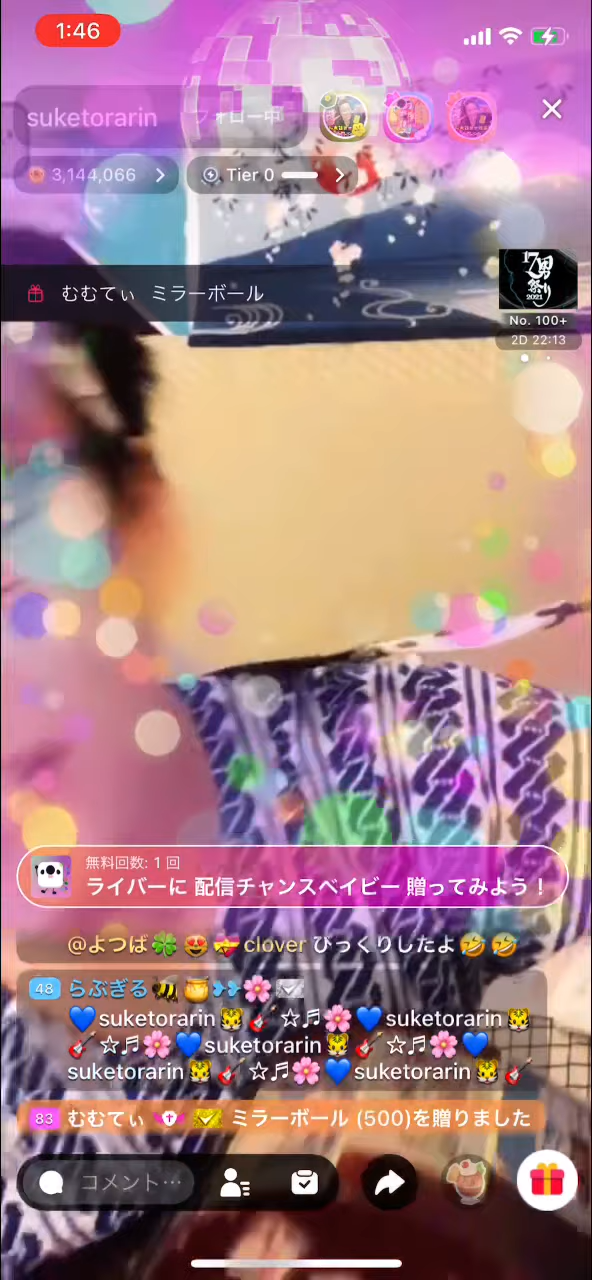 1:46
suketorarin
フォロー中
3,144,066
Tier 0
むむてぃ ミラーボール
17
男
祭り
2021
No. 100+
2D 22:13
無料回数: 1 回
ライバーに 配信チャンスベイビー 贈ってみよう！
@よつば🍀😍💝clover びっくりしたよ🤣🤣
48 らぶぎる🐝🍯🌸
💙suketorarin🐯🎸☆♬🌸💙suketorarin🐯
🎸☆♬🌸💙suketorarin🐯🎸☆♬🌸💙
suketorarin🐯🎸☆♬🌸💙suketorarin🐯🎸
83 むむてぃ ミラーボール (500)を贈りました
コメント…